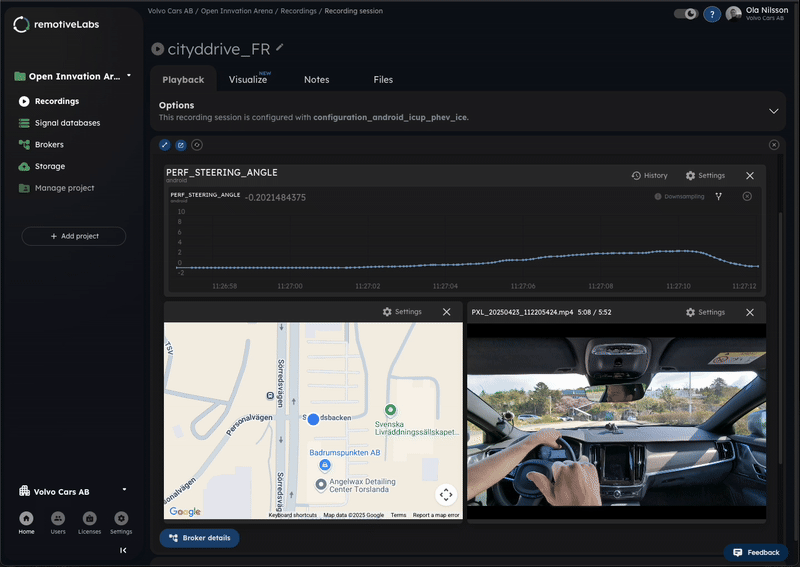 remotiveLabs
Volvo Cars AB / Open Innvation Arena / Recordings / Recording session
?
Ola Nilsson
Volvo Cars AB
cityddrive_FR
Open Innvation Ar...
Recordings
Signal databases
Brokers
Storage
Manage project
+ Add project
Playback
Visualize NEW
Notes
Files
Options
This recording session is configured with configuration_android_icup_phev_ice.
PERF_STEERING_ANGLE
android
History
Settings
PERF_STEERING_ANGLE
android
-0.2021484375
Downsampling
10
8
6
4
2
0
-2
11:26:58
11:27:00
11:27:02
11:27:04
11:27:06
11:27:08
11:27:10
11:27:12
Settings
PXL_20250423_112205424.mp4 5:08 / 5:52
Settings
TSV
Sörredsvägen
Personalvägen
Svenska
Livräddningssällskapet...
Badrumspunkten AB
Angelwax Detailing
Center Torslanda
Personalvägen
Sörredsvägen
Google
Keyboard shortcuts
Map data ©2025 Google
Terms
Report a map error
Volvo Cars AB
Home
Users
Licenses
Settings
Broker details
Feedback